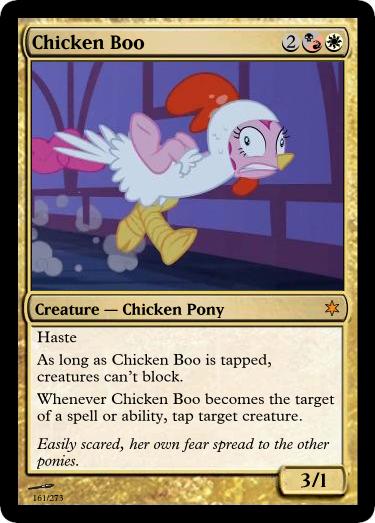 Chicken Boo 2
Creature — Chicken Pony
Haste
As long as Chicken Boo is tapped,
creatures can't block.
Whenever Chicken Boo becomes the target
of a spell or ability, tap target creature.
Easily scared, her own fear spread to the other
ponies.
3/1
161/273